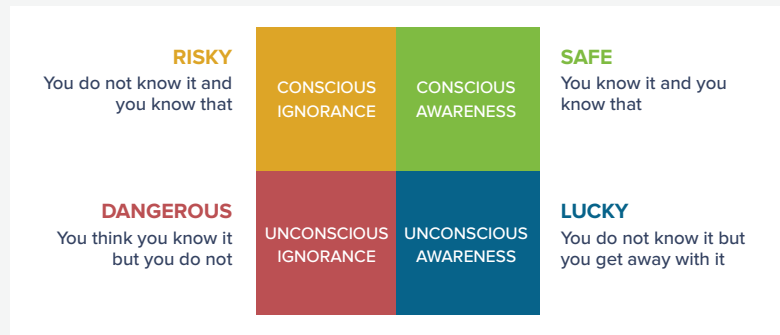 RISKY
You do not know it and
you know that
CONSCIOUS
IGNORANCE
CONSCIOUS
AWARENESS
SAFE
You know it and you
know that
DANGEROUS
You think you know it
but you do not
UNCONSCIOUS
IGNORANCE
UNCONSCIOUS
AWARENESS
LUCKY
You do not know it but
you get away with it